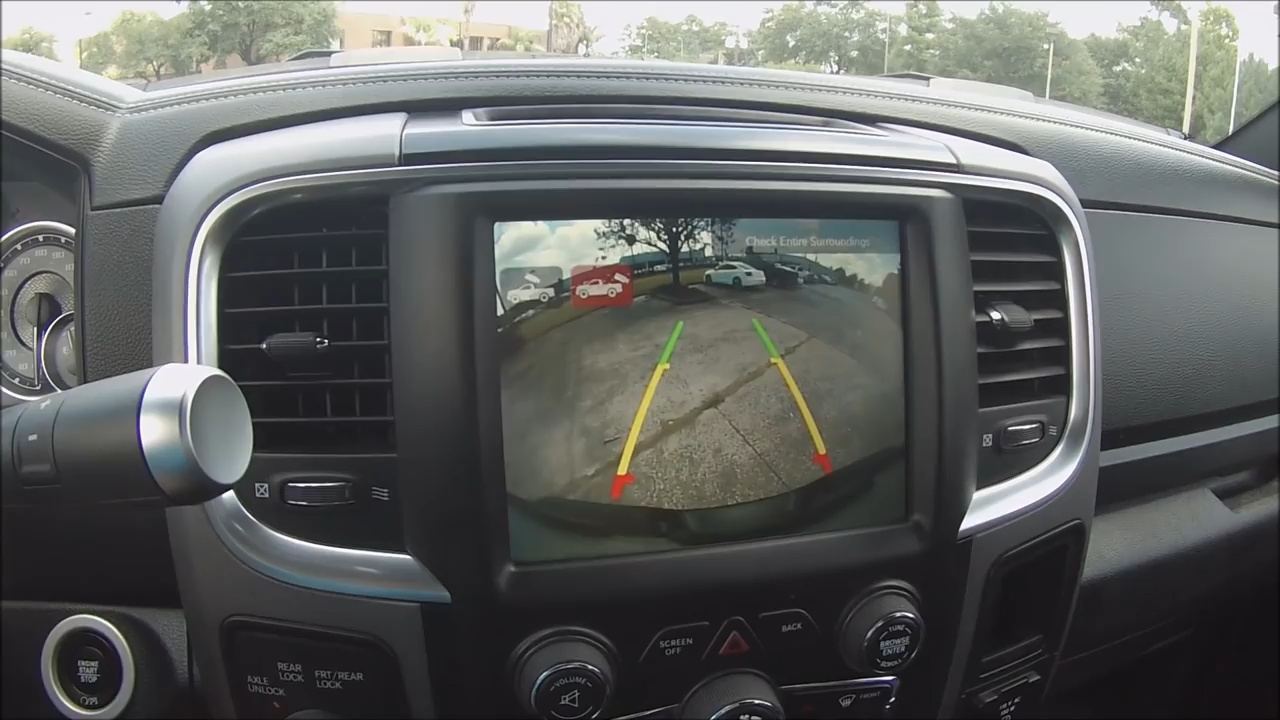 Check Entire Surroundings
SCREEN
OFF
BACK
TUNE
BROWSE
ENTER
SCROLL
VOLUME
FRONT
ENGINE
START
STOP
REAR
LOCK
AXLE
UNLOCK
FRT/REAR
LOCK